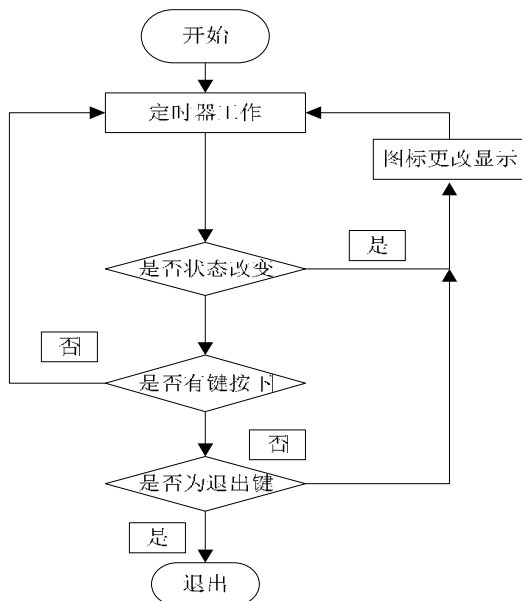 开始
定时器工作
图标更改显示
是
是否状态改变
否
是否有键按下
否
是否为退出键
是
退出